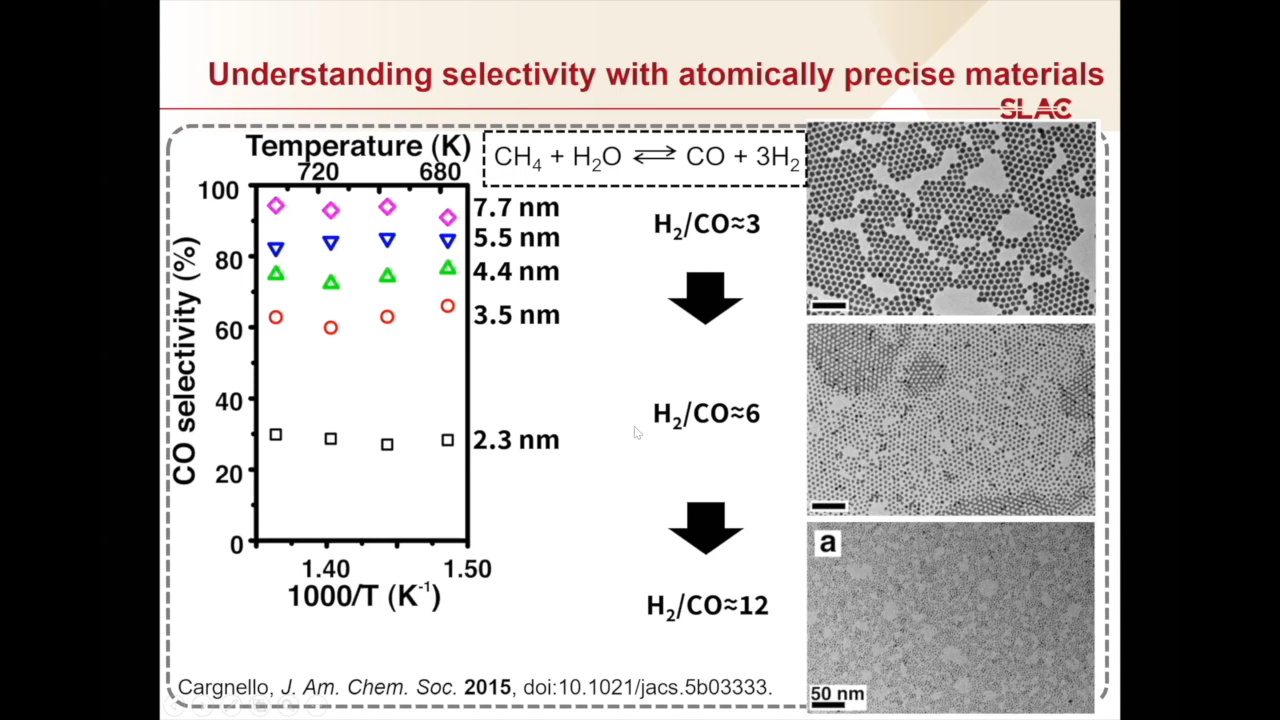 Understanding selectivity with atomically precise materials
SLAC
Temperature (K)
720 680
CH₄ + H₂O ⇌ CO + 3H₂
CO selectivity (%)
100
80
60
40
20
0
7.7 nm
5.5 nm
4.4 nm
3.5 nm
2.3 nm
1.40 1.50
1000/T (K⁻¹)
H₂/CO≈3
H₂/CO≈6
H₂/CO≈12
a
50 nm
Cargnello, J. Am. Chem. Soc. 2015, doi:10.1021/jacs.5b03333.